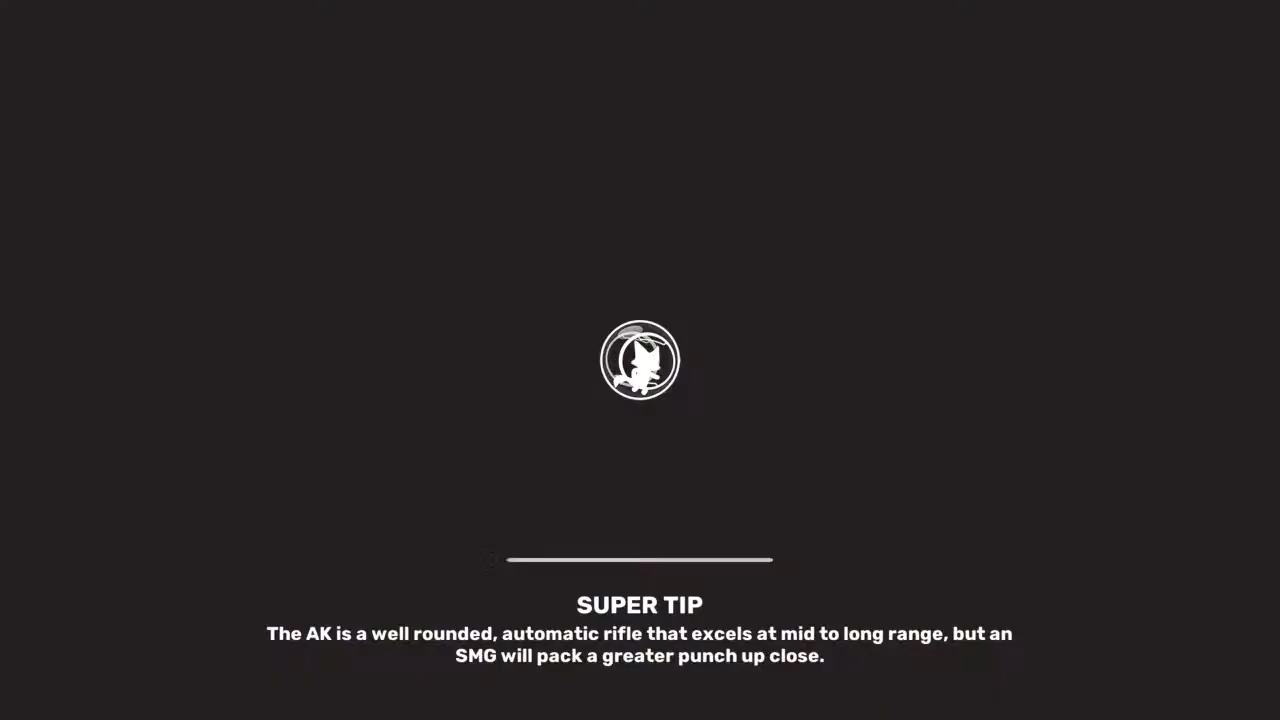 SUPER TIP
The AK is a well rounded, automatic rifle that excels at mid to long range, but an
SMG will pack a greater punch up close.